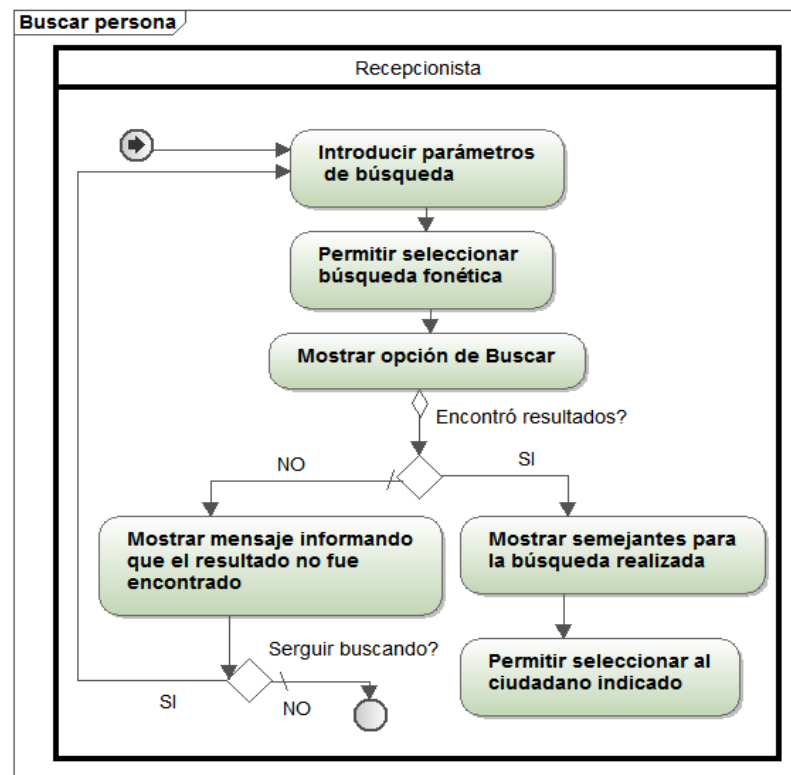 Buscar persona
Recepcionista
Introducir parámetros
de búsqueda
Permitir seleccionar
búsqueda fonética
Mostrar opción de Buscar
Encontró resultados?
NO
SI
Mostrar mensaje informando
que el resultado no fue
encontrado
Mostrar semejantes para
la búsqueda realizada
Serguir buscando?
Permitir seleccionar al
ciudadano indicado
SI
NO